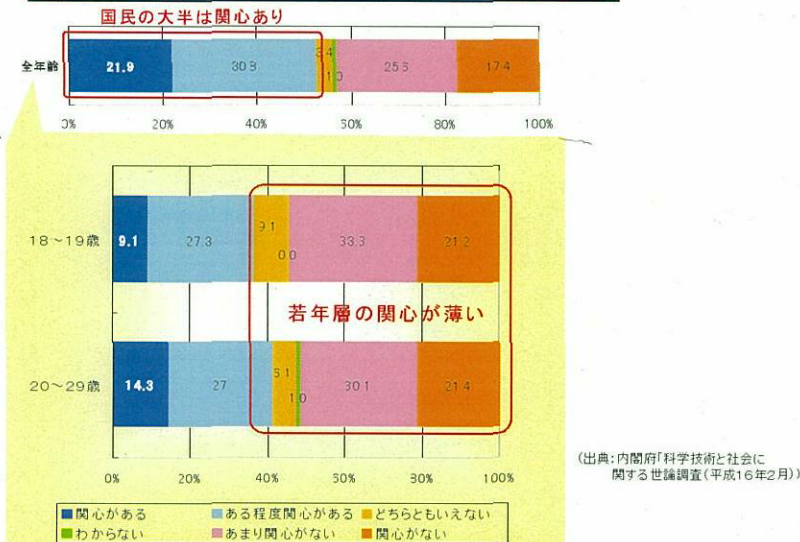 国民の大半は関心あり
全年齢 21.9 30.8 3.4 1.0 25.6 17.4
0% 20% 40% 60% 80% 100%
18～19歳 9.1 27.3 9.1 0.0 33.3 21.2
若年層の関心が薄い
20～29歳 14.3 27 6.1 1.0 30.1 21.4
0% 20% 40% 60% 80% 100%
(出典:内閣府「科学技術と社会に
関する世論調査(平成16年2月))
関心がある ある程度関心がある どちらともいえない
わからない あまり関心がない 関心がない